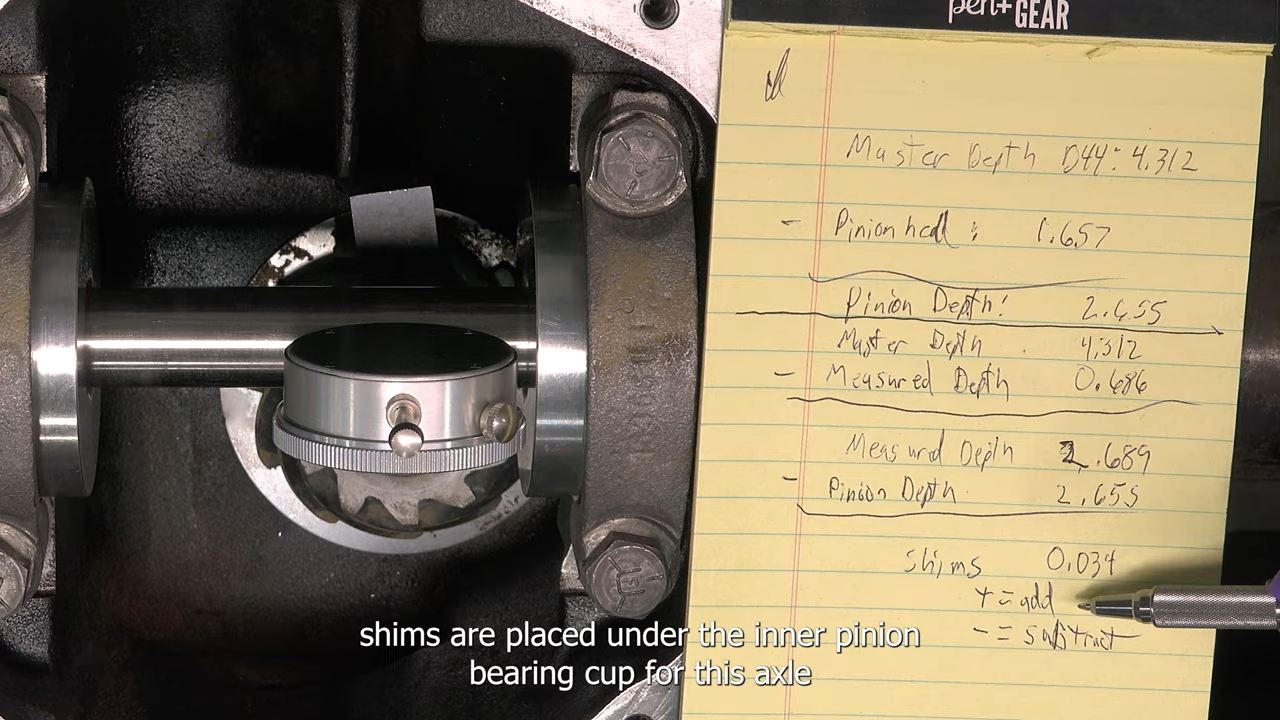 pen+GEAR
Master Depth D44: 4.312
- Pinion head : 1.657
Pinion Depth: 2.655
Master Depth 4.312
- Measured Depth 0.686
Measured Depth 2.689
- Pinion Depth 2.655
shims 0.034
+ = add
- = subtract
shims are placed under the inner pinion
bearing cup for this axle